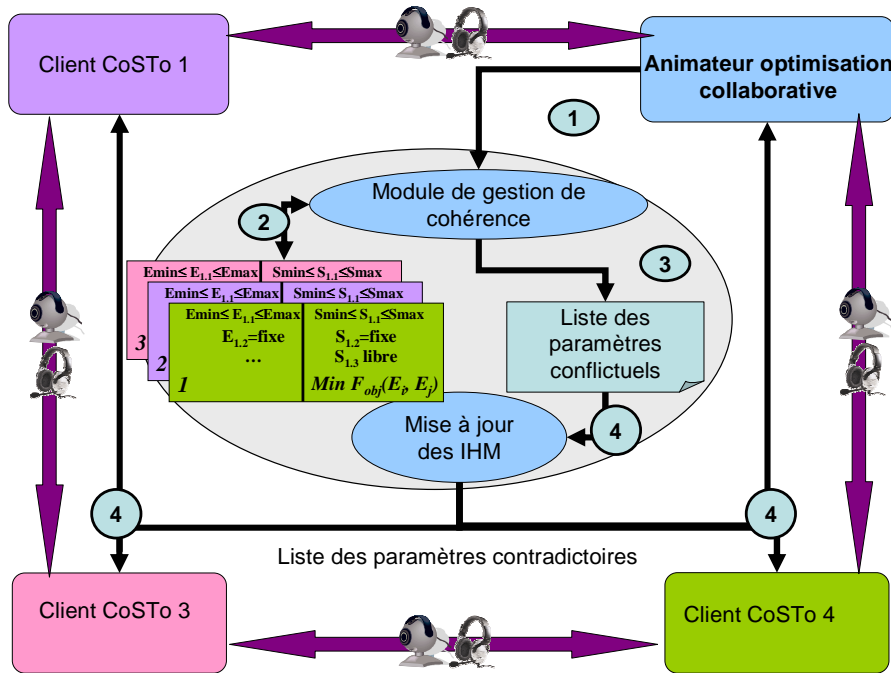 Client CoSTo 1
Animateur optimisation
collaborative
1
Module de gestion de
cohérence
2
3
Emin≤ E1.1≤Emax
Smin≤ S1.1≤Smax
Emin≤ E1.1≤Emax
Smin≤ S1.1≤Smax
Emin≤ E1.1≤Emax
Smin≤ S1.1≤Smax
E1.2=fixe
S1.2=fixe
…
S1.3 libre
3
2
1
Min Fobj(Ei, Ej)
Liste des
paramètres
conflictuels
Mise à jour
des IHM
4
4
4
Liste des paramètres contradictoires
Client CoSTo 3
Client CoSTo 4